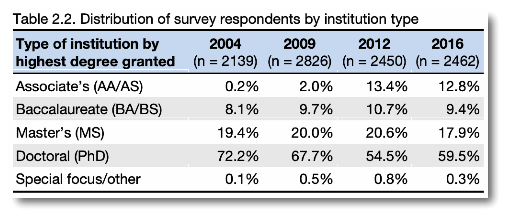 Table 2.2. Distribution of survey respondents by institution type
Type of institution by highest degree granted 2004 (n = 2139) 2009 (n = 2826) 2012 (n = 2450) 2016 (n = 2462)
Associate's (AA/AS) 0.2% 2.0% 13.4% 12.8%
Baccalaureate (BA/BS) 8.1% 9.7% 10.7% 9.4%
Master's (MS) 19.4% 20.0% 20.6% 17.9%
Doctoral (PhD) 72.2% 67.7% 54.5% 59.5%
Special focus/other 0.1% 0.5% 0.8% 0.3%